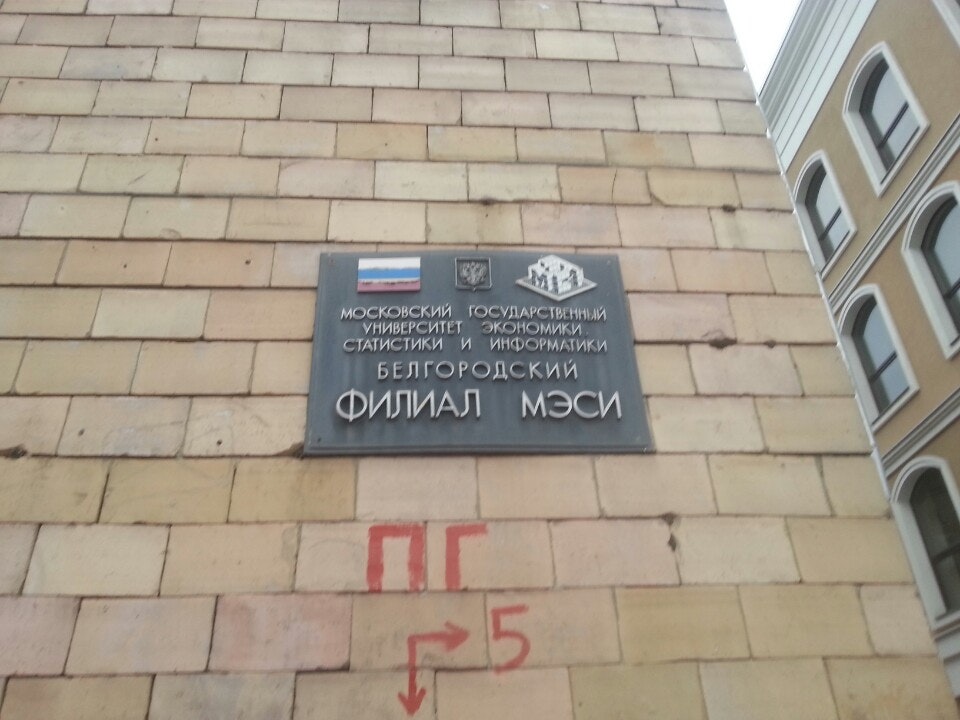 МОСКОВСКИЙ ГОСУДАРСТВЕННЫЙ
УНИВЕРСИТЕТ ЭКОНОМИКИ
СТАТИСТИКИ И ИНФОРМАТИКИ
БЕЛГОРОДСКИЙ
ФИЛИАЛ МЭСИ
ПГ
5